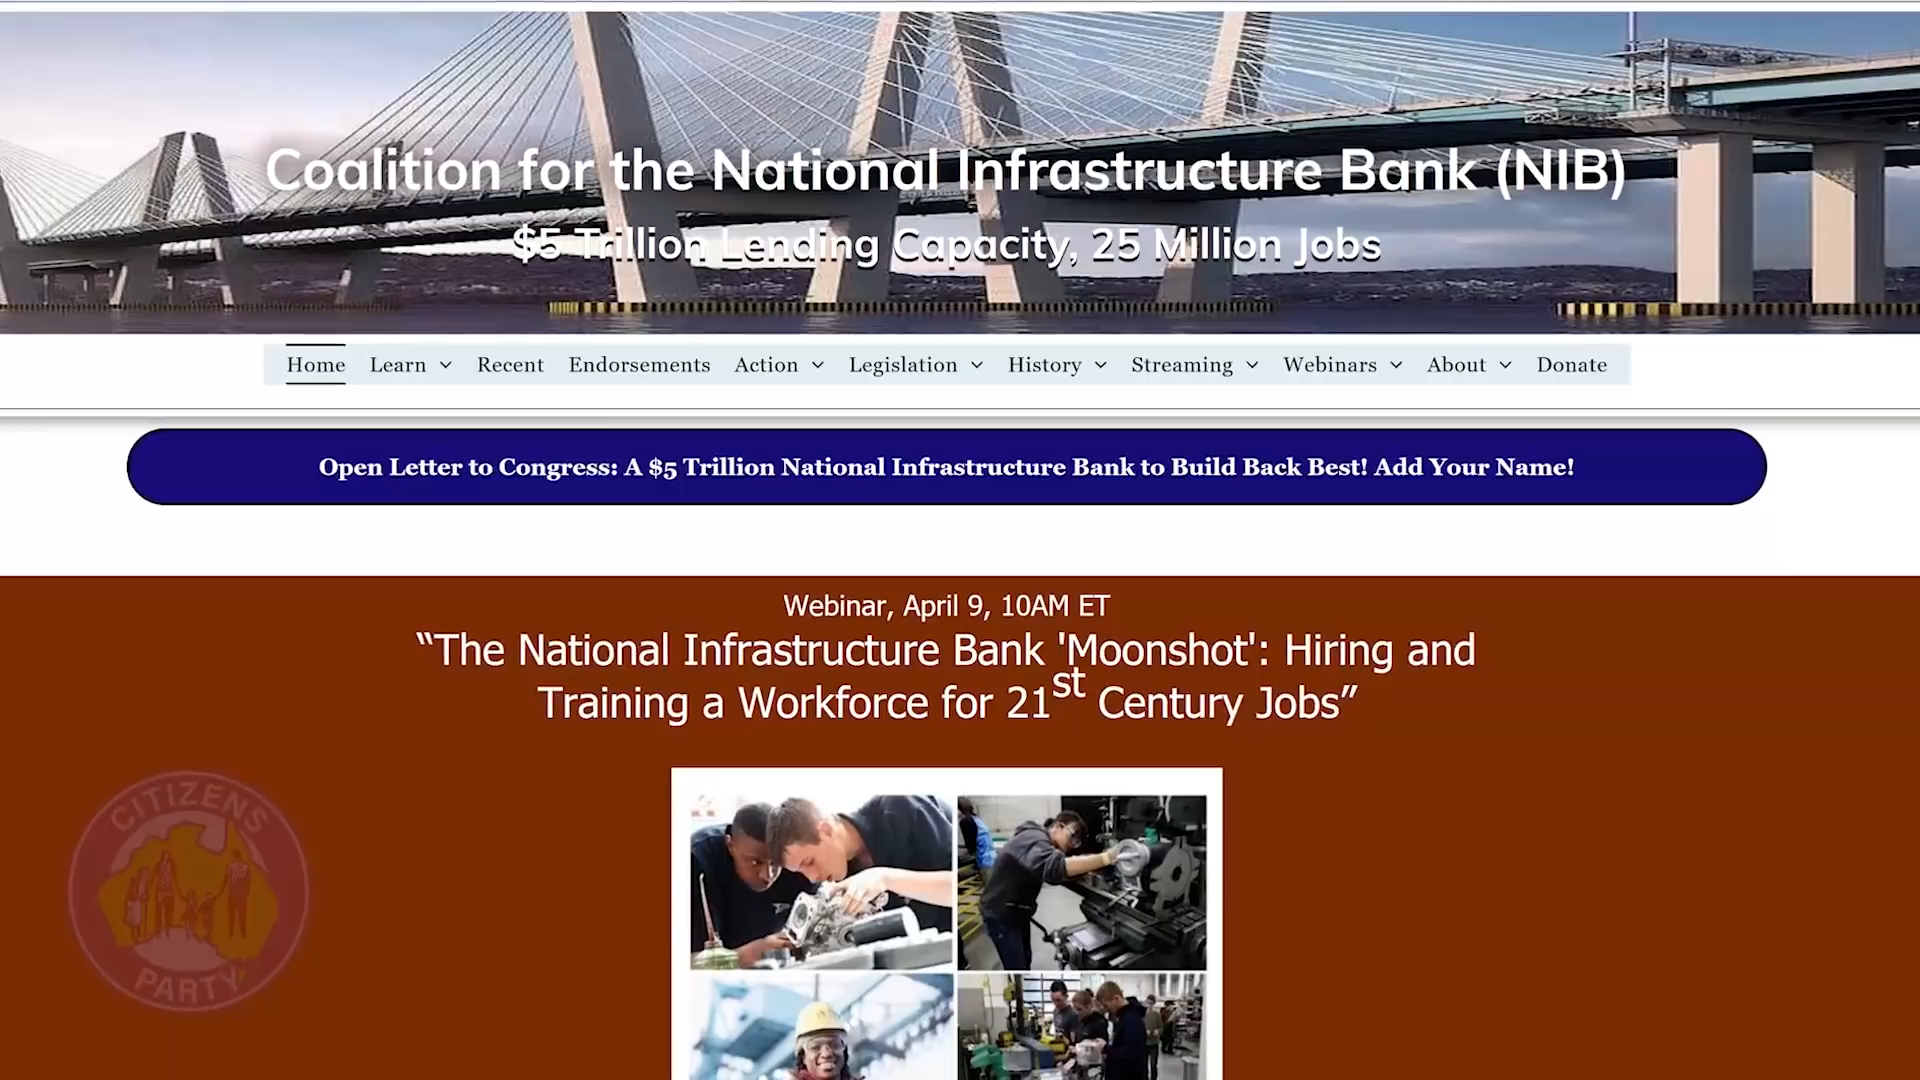 Coalition for the National Infrastructure Bank (NIB)
$5 Trillion Lending Capacity, 25 Million Jobs
Home Learn Recent Endorsements Action Legislation History Streaming Webinars About Donate
Open Letter to Congress: A $5 Trillion National Infrastructure Bank to Build Back Best! Add Your Name!
Webinar, April 9, 10AM ET
“The National Infrastructure Bank 'Moonshot': Hiring and
Training a Workforce for 21st Century Jobs”
CITIZENS
PARTY